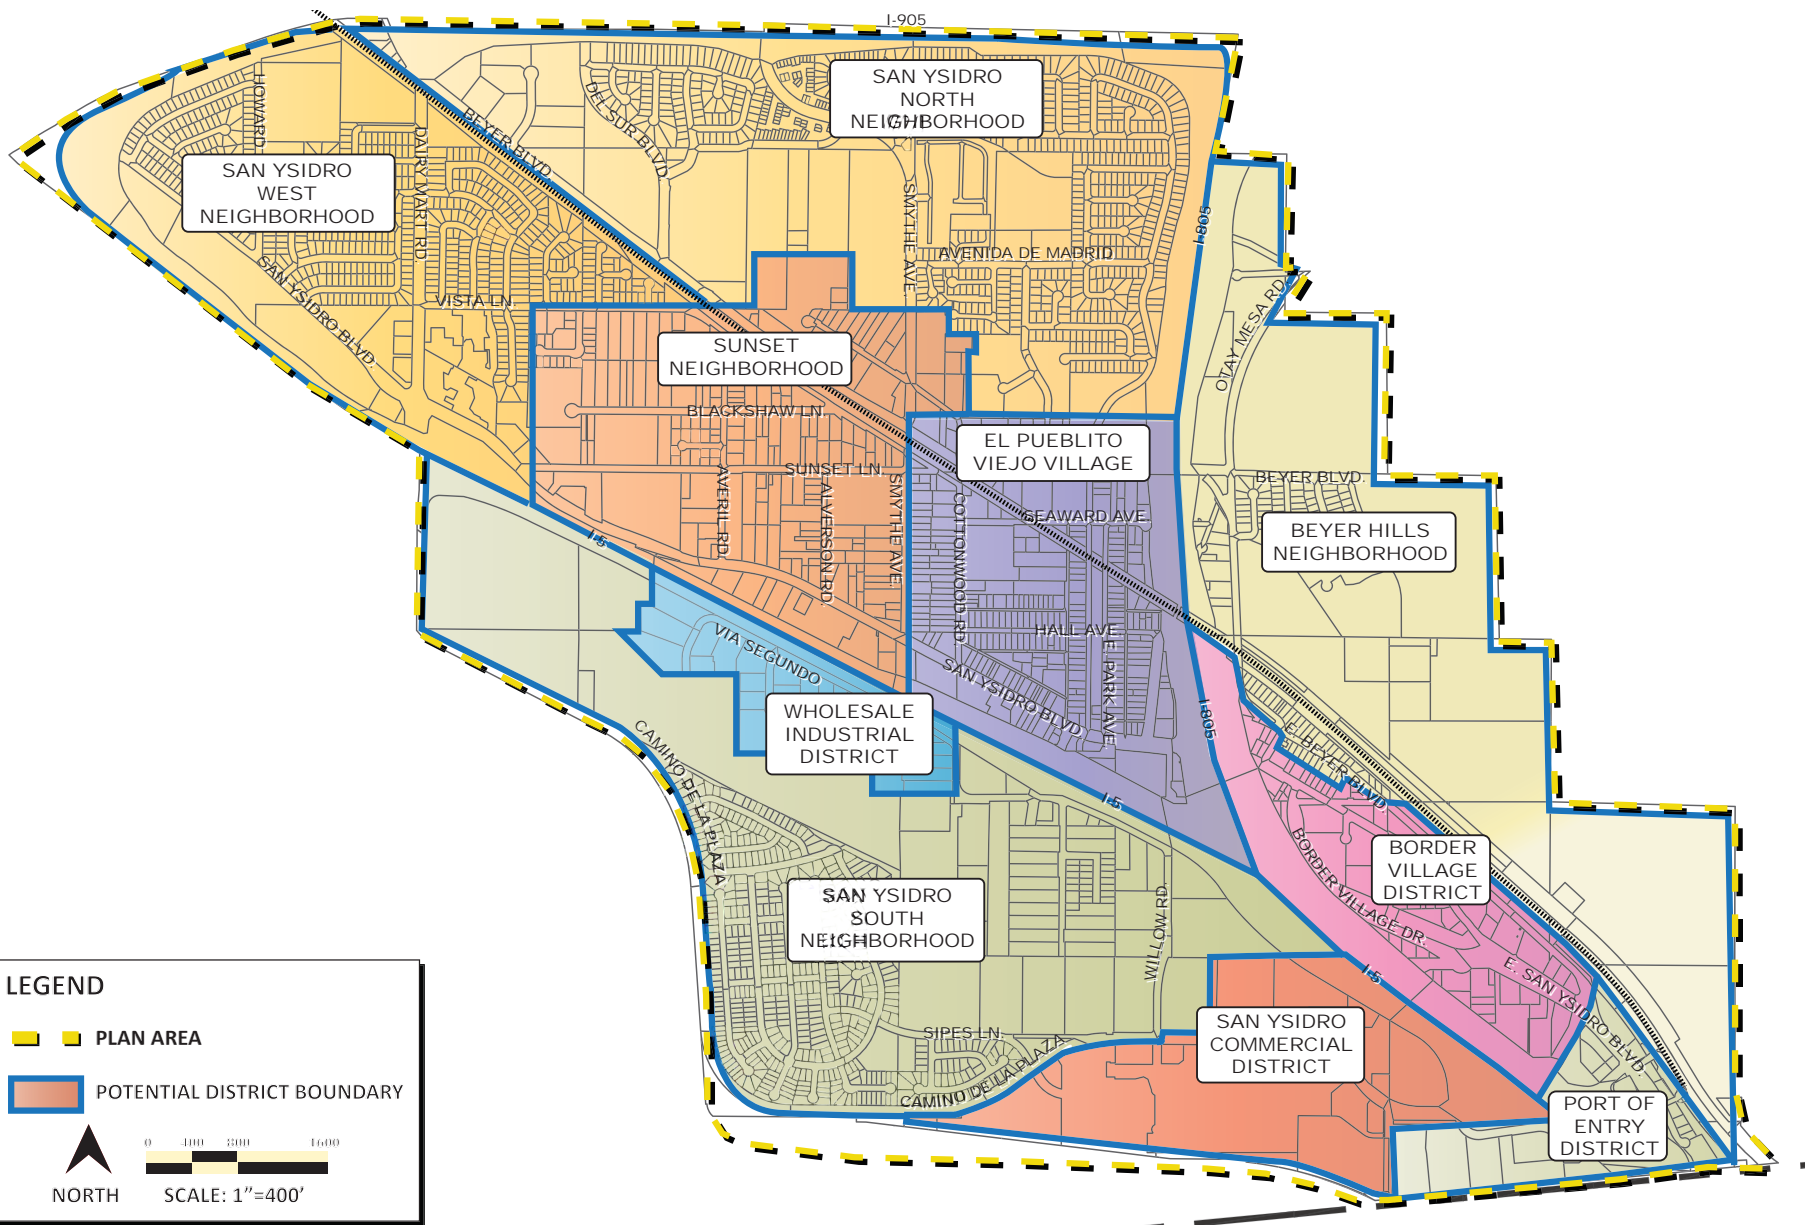 I-905
SAN YSIDRO
NORTH
NEIGHBORHOOD
HOWARD
DEL SUR BLVD.
BEYER BLVD.
DAIRY MART RD.
SAN YSIDRO
WEST
NEIGHBORHOOD
SMYTHE AVE.
I-805
AVENIDA DE MADRID
SAN YSIDRO BLVD.
VISTA LN.
OTAY MESA RD.
SUNSET
NEIGHBORHOOD
BLACKSHAW LN.
EL PUEBLITO
VIEJO VILLAGE
SUNSET LN.
AVERIL RD.
ALVERSON RD.
SMYTHE AVE.
COTTONWOOD RD.
SEAWARD AVE.
BEYER BLVD.
BEYER HILLS
NEIGHBORHOOD
I-5
VIA SEGUNDO
HALL AVE.
E. PARK AVE.
SAN YSIDRO BLVD.
I-805
WHOLESALE
INDUSTRIAL
DISTRICT
CAMINO DE LA PLAZA
E. BEYER BLVD.
I-5
BORDER
VILLAGE
DISTRICT
BORDER VILLAGE DR.
SAN YSIDRO
SOUTH
NEIGHBORHOOD
WILLOW RD.
I-5
E. SAN YSIDRO BLVD.
SIPES LN.
CAMINO DE LA PLAZA
SAN YSIDRO
COMMERCIAL
DISTRICT
PORT OF
ENTRY
DISTRICT
LEGEND
PLAN AREA
POTENTIAL DISTRICT BOUNDARY
0 400 800 1600
NORTH
SCALE: 1”=400’